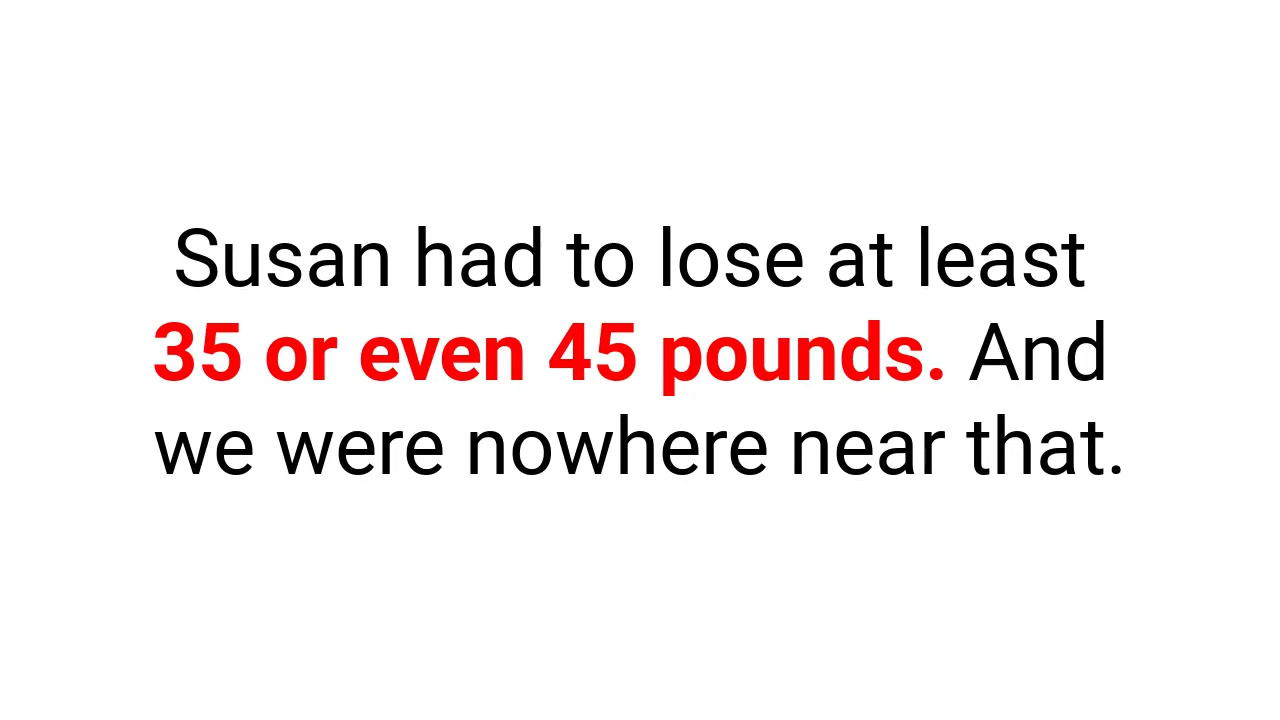 Susan had to lose at least
35 or even 45 pounds. And
we were nowhere near that.